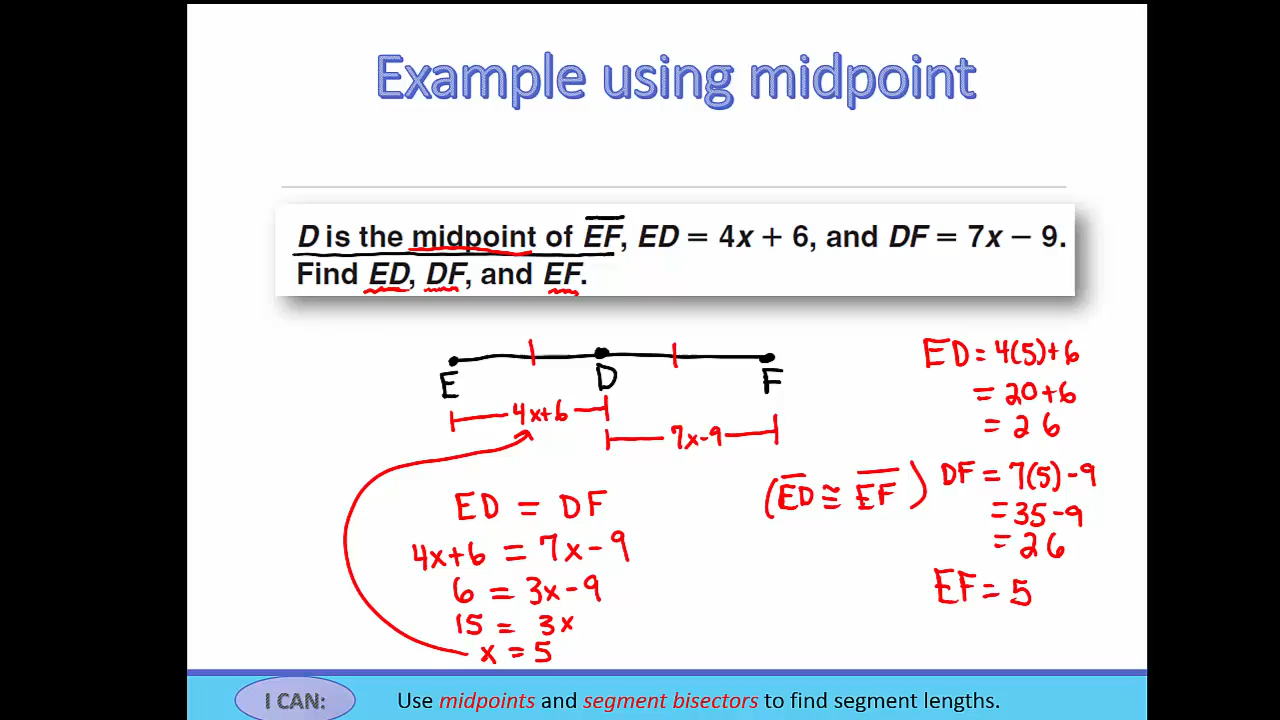 Example using midpoint
D is the midpoint of EF, ED = 4x + 6, and DF = 7x − 9.
Find ED, DF, and EF.
E
D
F
4x+6
7x-9
ED = DF
4x+6 = 7x-9
6 = 3x-9
15 = 3x
x = 5
(ED ≅ EF)
ED = 4(5)+6
= 20+6
= 26
DF = 7(5)-9
= 35-9
= 26
EF = 5
I CAN:
Use midpoints and segment bisectors to find segment lengths.